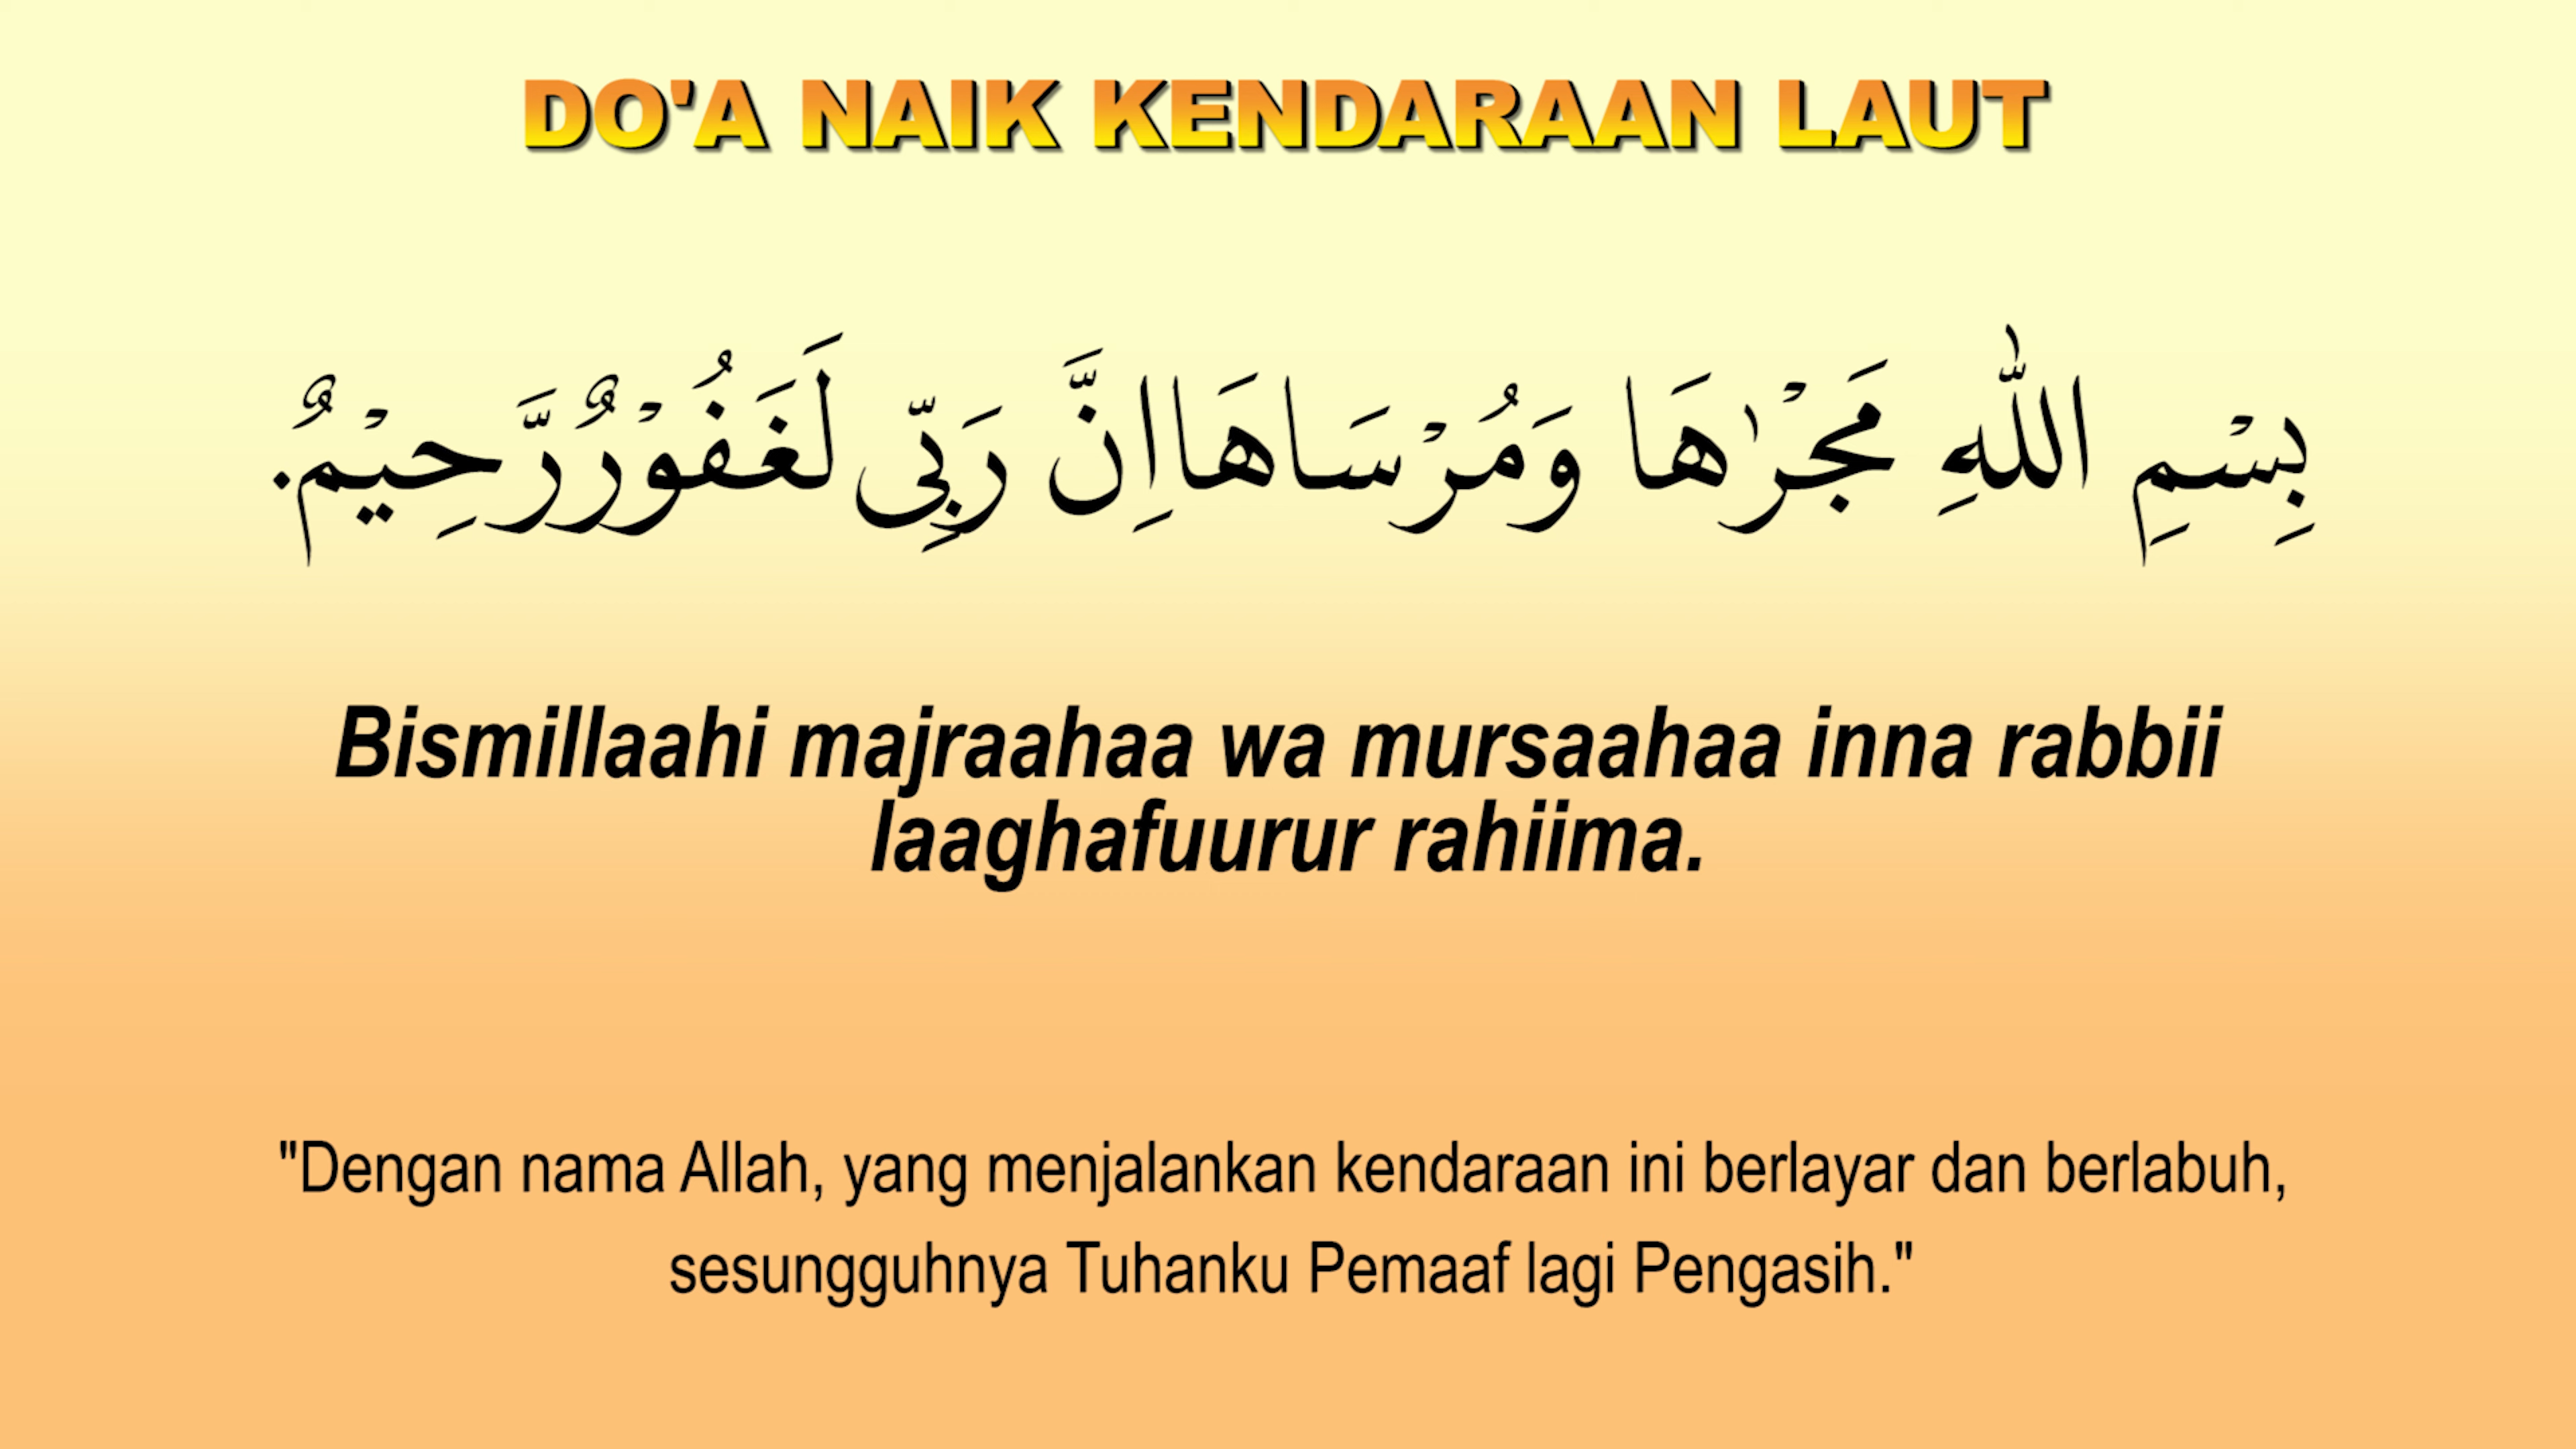 DO'A NAIK KENDARAAN LAUT
بِسْمِ اللّٰهِ مَجْرٰهَا وَمُرْسَاهَااِنَّ رَبِّى لَغَفُوْرٌرَّحِيْمٌ.
Bismillaahi majraahaa wa mursaahaa inna rabbii
laaghafuurur rahiima.
"Dengan nama Allah, yang menjalankan kendaraan ini berlayar dan berlabuh,
sesungguhnya Tuhanku Pemaaf lagi Pengasih."